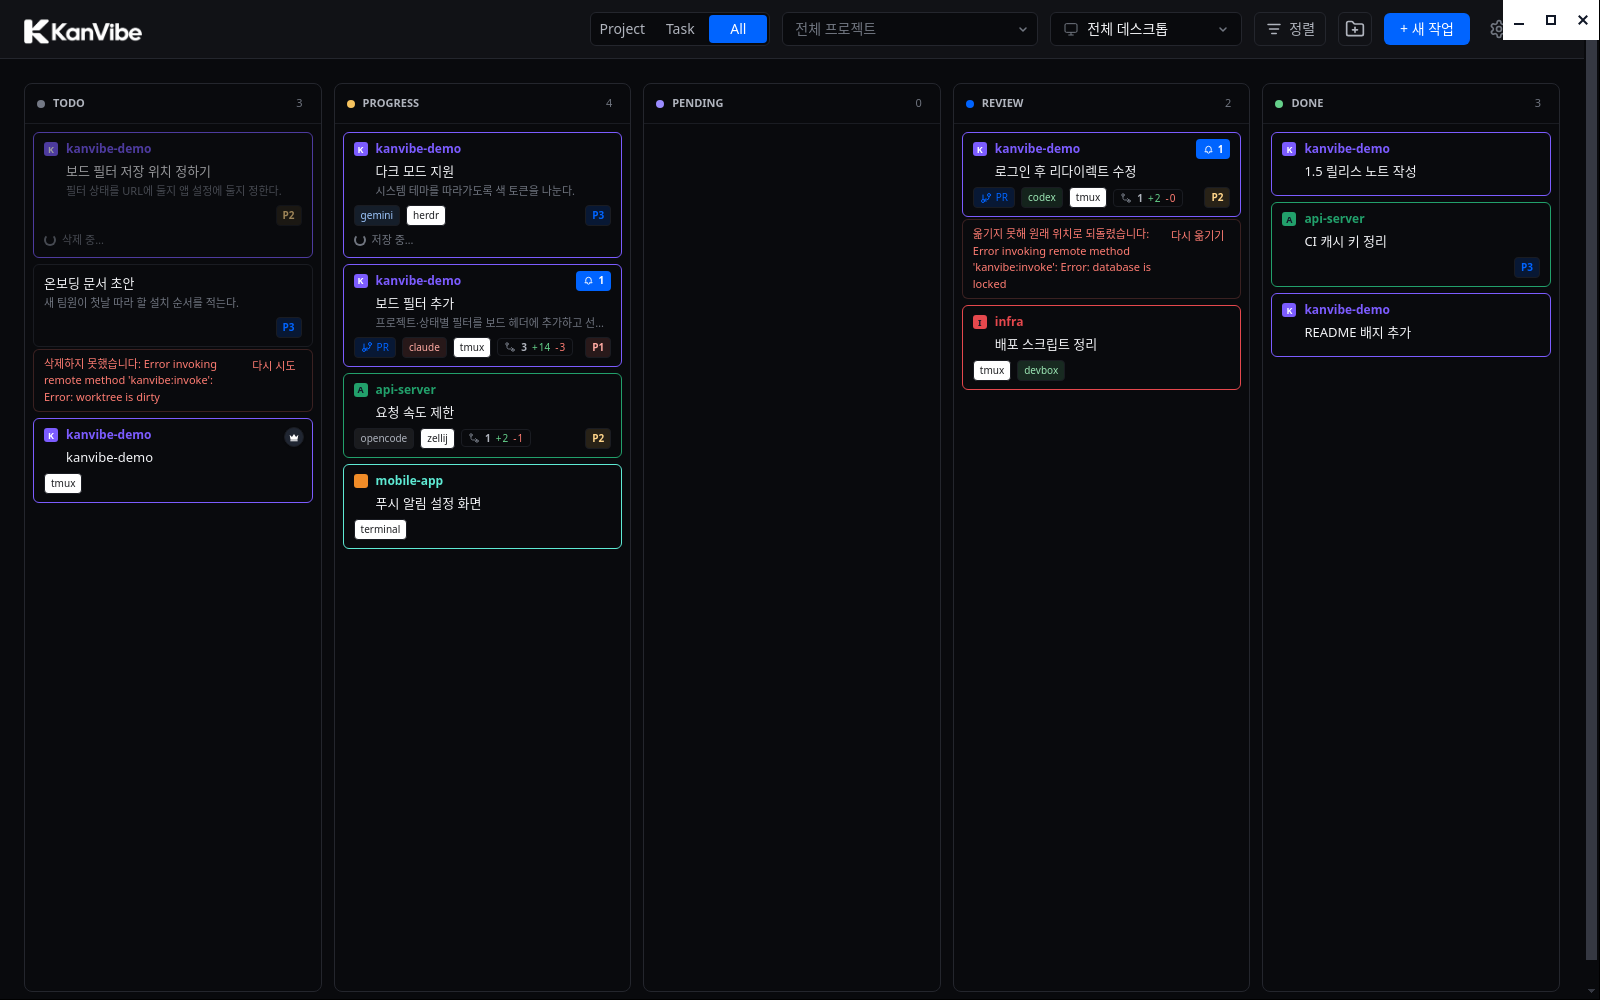 KanVibe
Project Task All
전체 프로젝트
전체 데스크톱
정렬
+ 새 작업
TODO 3
K kanvibe-demo
보드 필터 저장 위치 정하기
필터 상태를 URL에 둘지 앱 설정에 둘지 정한다.
P2
삭제 중...
온보딩 문서 초안
새 팀원이 첫날 따라 할 설치 순서를 적는다.
P3
삭제하지 못했습니다: Error invoking
remote method 'kanvibe:invoke':
Error: worktree is dirty
다시 시도
K kanvibe-demo
kanvibe-demo
tmux
PROGRESS 4
K kanvibe-demo
다크 모드 지원
시스템 테마를 따라가도록 색 토큰을 나눈다.
gemini herdr P3
저장 중...
K kanvibe-demo 1
보드 필터 추가
프로젝트·상태별 필터를 보드 헤더에 추가하고 선...
PR claude tmux 3 +14 -3 P1
A api-server
요청 속도 제한
opencode zellij 1 +2 -1 P2
mobile-app
푸시 알림 설정 화면
terminal
PENDING 0
REVIEW 2
K kanvibe-demo 1
로그인 후 리다이렉트 수정
PR codex tmux 1 +2 -0 P2
옮기지 못해 원래 위치로 되돌렸습니다:
Error invoking remote method
'kanvibe:invoke': Error: database is
locked
다시 옮기기
I infra
배포 스크립트 정리
tmux devbox
DONE 3
K kanvibe-demo
1.5 릴리스 노트 작성
A api-server
CI 캐시 키 정리
P3
K kanvibe-demo
README 배지 추가